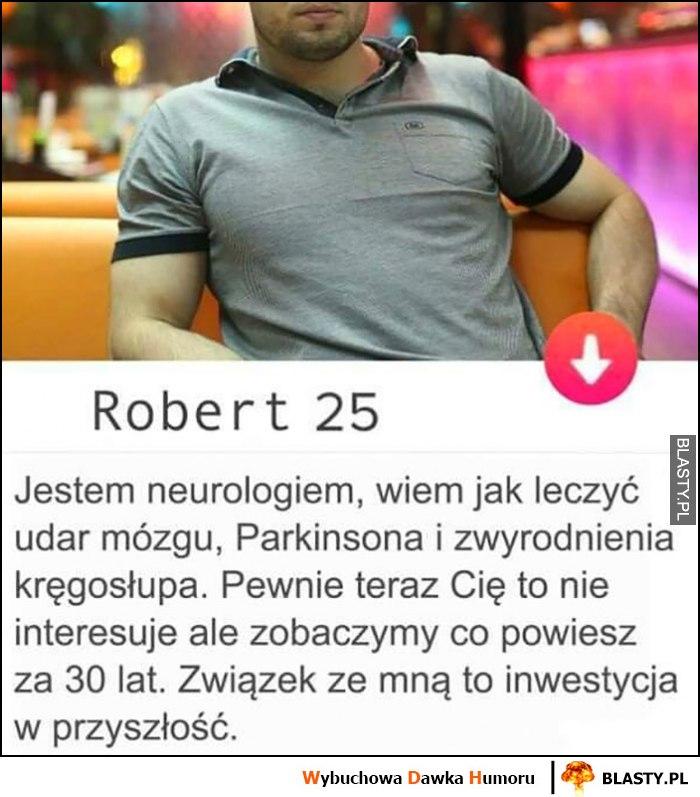 Robert 25
Jestem neurologiem, wiem jak leczyć
udar mózgu, Parkinsona i zwyrodnienia
kręgosłupa. Pewnie teraz Cię to nie
interesuje ale zobaczymy co powiesz
za 30 lat. Związek ze mną to inwestycja
w przyszłość.
BLASTY.PL
Wybuchowa Dawka Humoru
BLASTY.PL